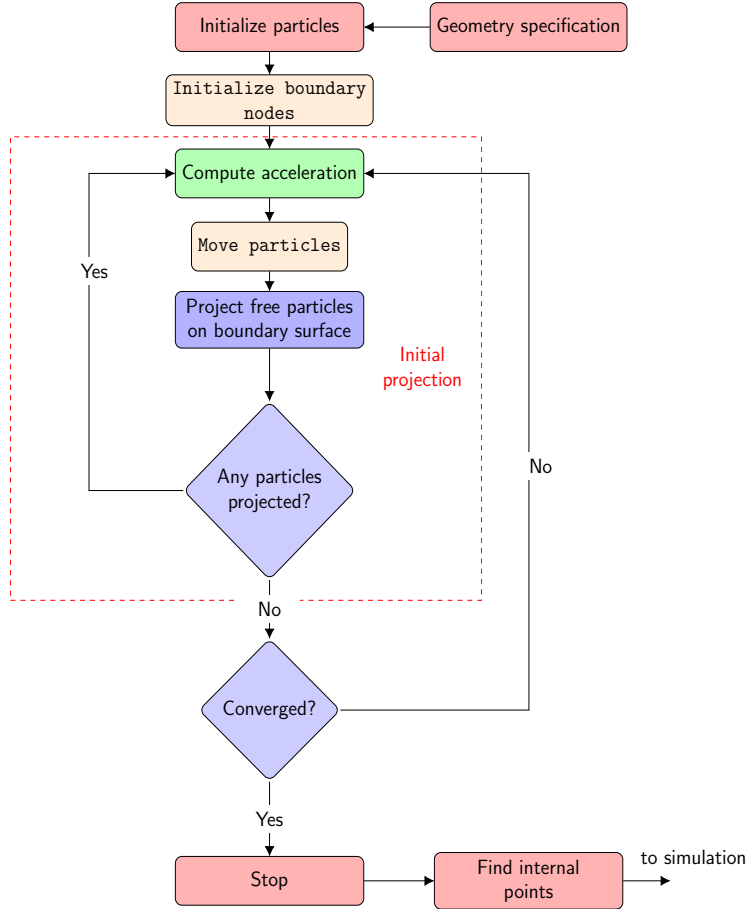 Initialize particles
Geometry specification
Initialize boundary
nodes
Compute acceleration
Move particles
Yes
Project free particles
on boundary surface
Initial
projection
Any particles
projected?
No
No
Converged?
Yes
Stop
Find internal
points
to simulation